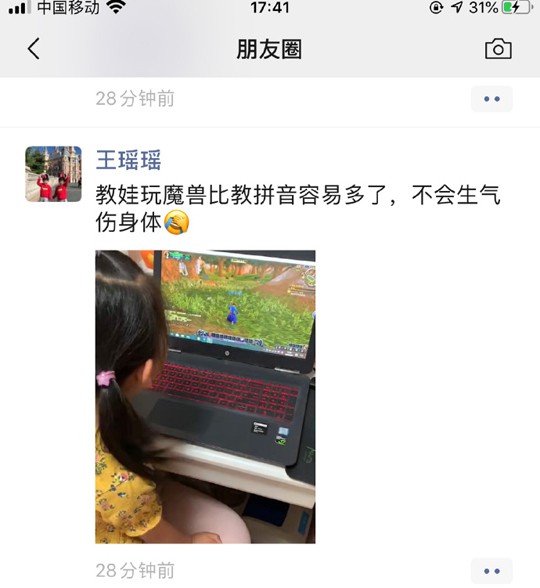 中国移动
17:41
31%
朋友圈
28分钟前
王瑶瑶
教娃玩魔兽比教拼音容易多了，不会生气
伤身体
28分钟前